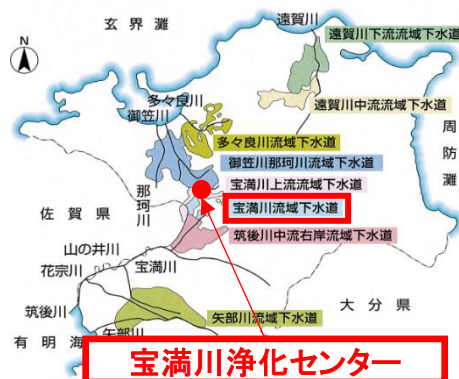 玄界灘
遠賀川
N
遠賀川下流流域下水道
多々良川
御笠川
遠賀川中流流域下水道
周防灘
多々良川流域下水道
御笠川那珂川流域下水道
那珂川
宝満川上流流域下水道
佐賀県
宝満川流域下水道
筑後川中流右岸流域下水道
山の井川
宝満川
花宗川
筑後川
大分県
矢部川流域下水道
矢部川
有明海
宝満川浄化センター